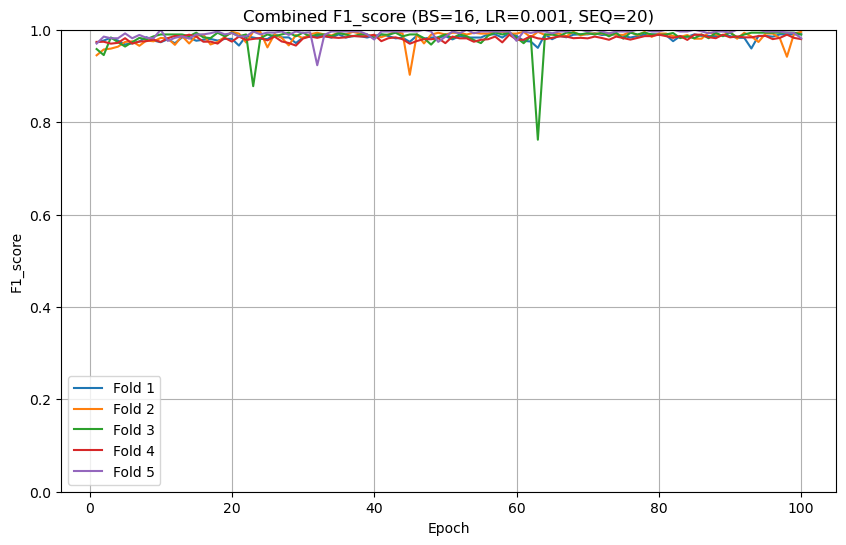 Combined F1_score (BS=16, LR=0.001, SEQ=20)
F1_score
1.0
0.8
0.6
0.4
0.2
0.0
Fold 1
Fold 2
Fold 3
Fold 4
Fold 5
0 20 40 60 80 100
Epoch